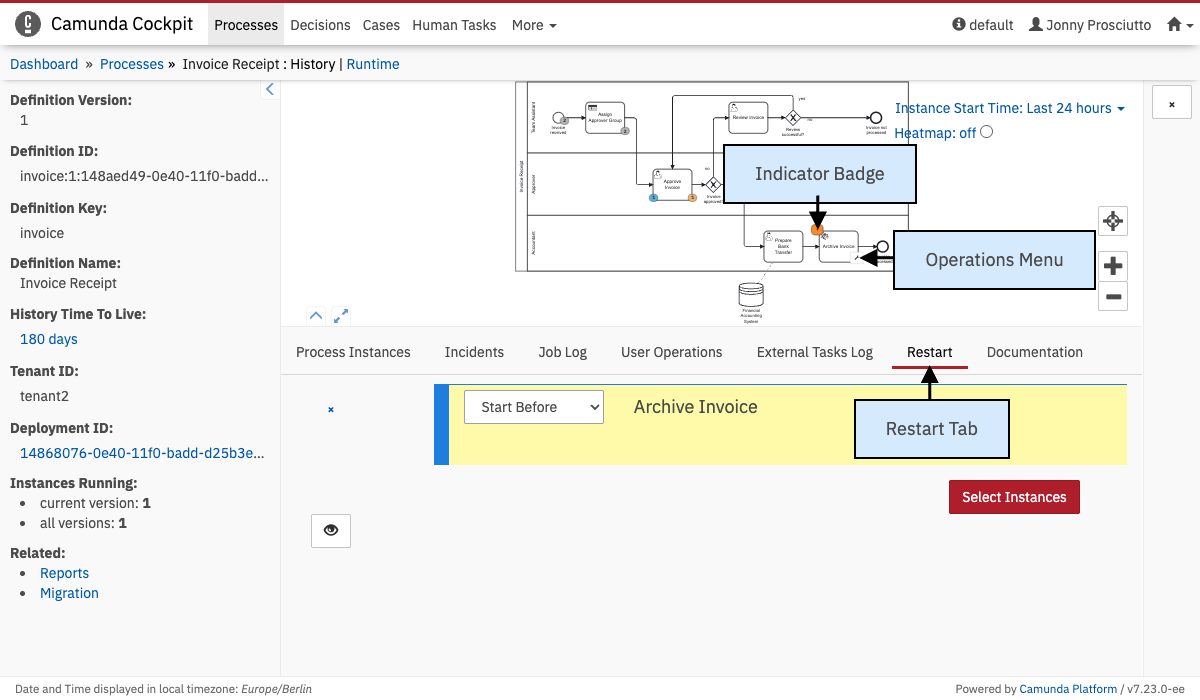 Camunda Cockpit Processes Decisions Cases Human Tasks More default Jonny Prosciutto
Dashboard » Processes » Invoice Receipt : History | Runtime
Definition Version:
1
Definition ID:
invoice:1:148aed49-0e40-11f0-badd...
Definition Key:
invoice
Definition Name:
Invoice Receipt
History Time To Live:
180 days
Tenant ID:
tenant2
Deployment ID:
14868076-0e40-11f0-badd-d25b3e...
Instances Running:
current version: 1
all versions: 1
Related:
Reports
Migration
Invoice Receipt
Team Assistant
Approver
Accountant
Invoice
received
Assign
Approver Group
Review Invoice
Review
successful?
yes
no
Invoice not
processed
Approve
Invoice
no
Invoice
approved?
Prepare
Bank
Transfer
Archive Invoice
Financial
Accounting
System
Instance Start Time: Last 24 hours
Heatmap: off
Indicator Badge
Operations Menu
Process Instances Incidents Job Log User Operations External Tasks Log Restart Documentation
Start Before Archive Invoice
Restart Tab
Select Instances
Date and Time displayed in local timezone: Europe/Berlin
Powered by Camunda Platform / v7.23.0-ee